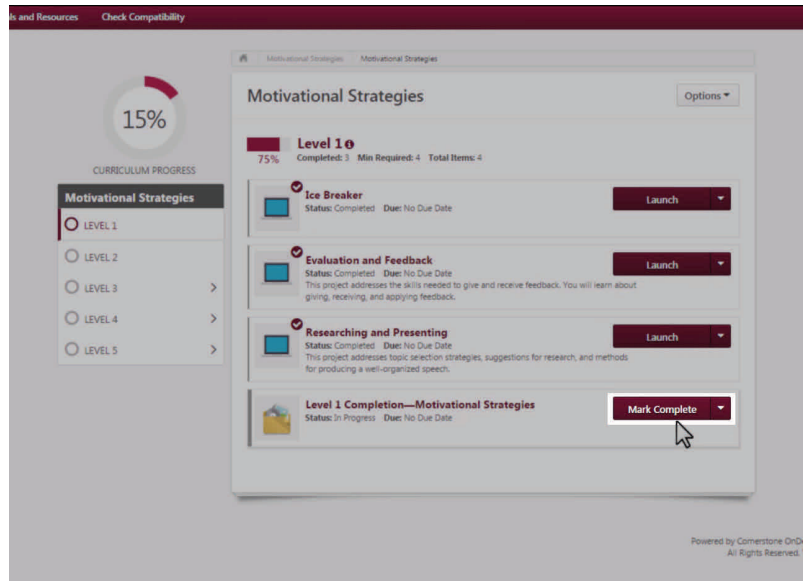 ls and Resources Check Compatibility
Motivational Strategies Motivational Strategies
15%
CURRICULUM PROGRESS
Motivational Strategies
LEVEL 1
LEVEL 2
LEVEL 3
LEVEL 4
LEVEL 5
Motivational Strategies
Options
Level 1
75% Completed: 3 Min Required: 4 Total Items: 4
Ice Breaker
Status: Completed Due: No Due Date
Launch
Evaluation and Feedback
Status: Completed Due: No Due Date
This project addresses the skills needed to give and receive feedback. You will learn about
giving, receiving, and applying feedback.
Launch
Researching and Presenting
Status: Completed Due: No Due Date
This project addresses topic selection strategies, suggestions for research, and methods
for producing a well-organized speech.
Launch
Level 1 Completion—Motivational Strategies
Status: In Progress Due: No Due Date
Mark Complete
Powered by Cornerstone OnD
All Rights Reserved.